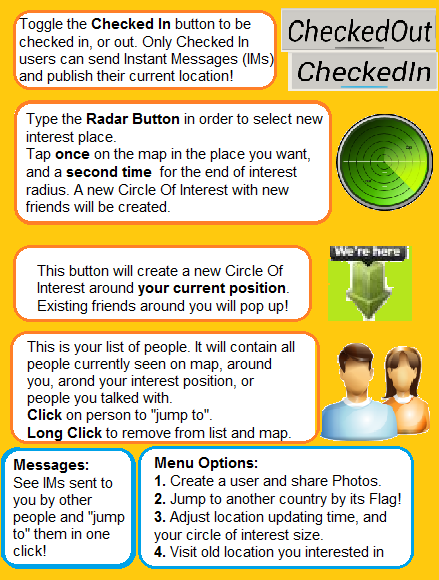 Toggle the Checked In button to be
checked in, or out. Only Checked In
users can send Instant Messages (IMs)
and publish their current location!
CheckedOut
CheckedIn
Type the Radar Button in order to select new
interest place.
Tap once on the map in the place you want,
and a second time for the end of interest
radius. A new Circle Of Interest with new
friends will be created.
This button will create a new Circle Of
Interest around your current position.
Existing friends around you will pop up!
We're here
This is your list of people. It will contain all
people currently seen on map, around
you, arond your interest position, or
people you talked with.
Click on person to "jump to".
Long Click to remove from list and map.
Messages:
See IMs sent to
you by other
people and "jump
to" them in one
click!
Menu Options:
1. Create a user and share Photos.
2. Jump to another country by its Flag!
3. Adjust location updating time, and
your circle of interest size.
4. Visit old location you interested in